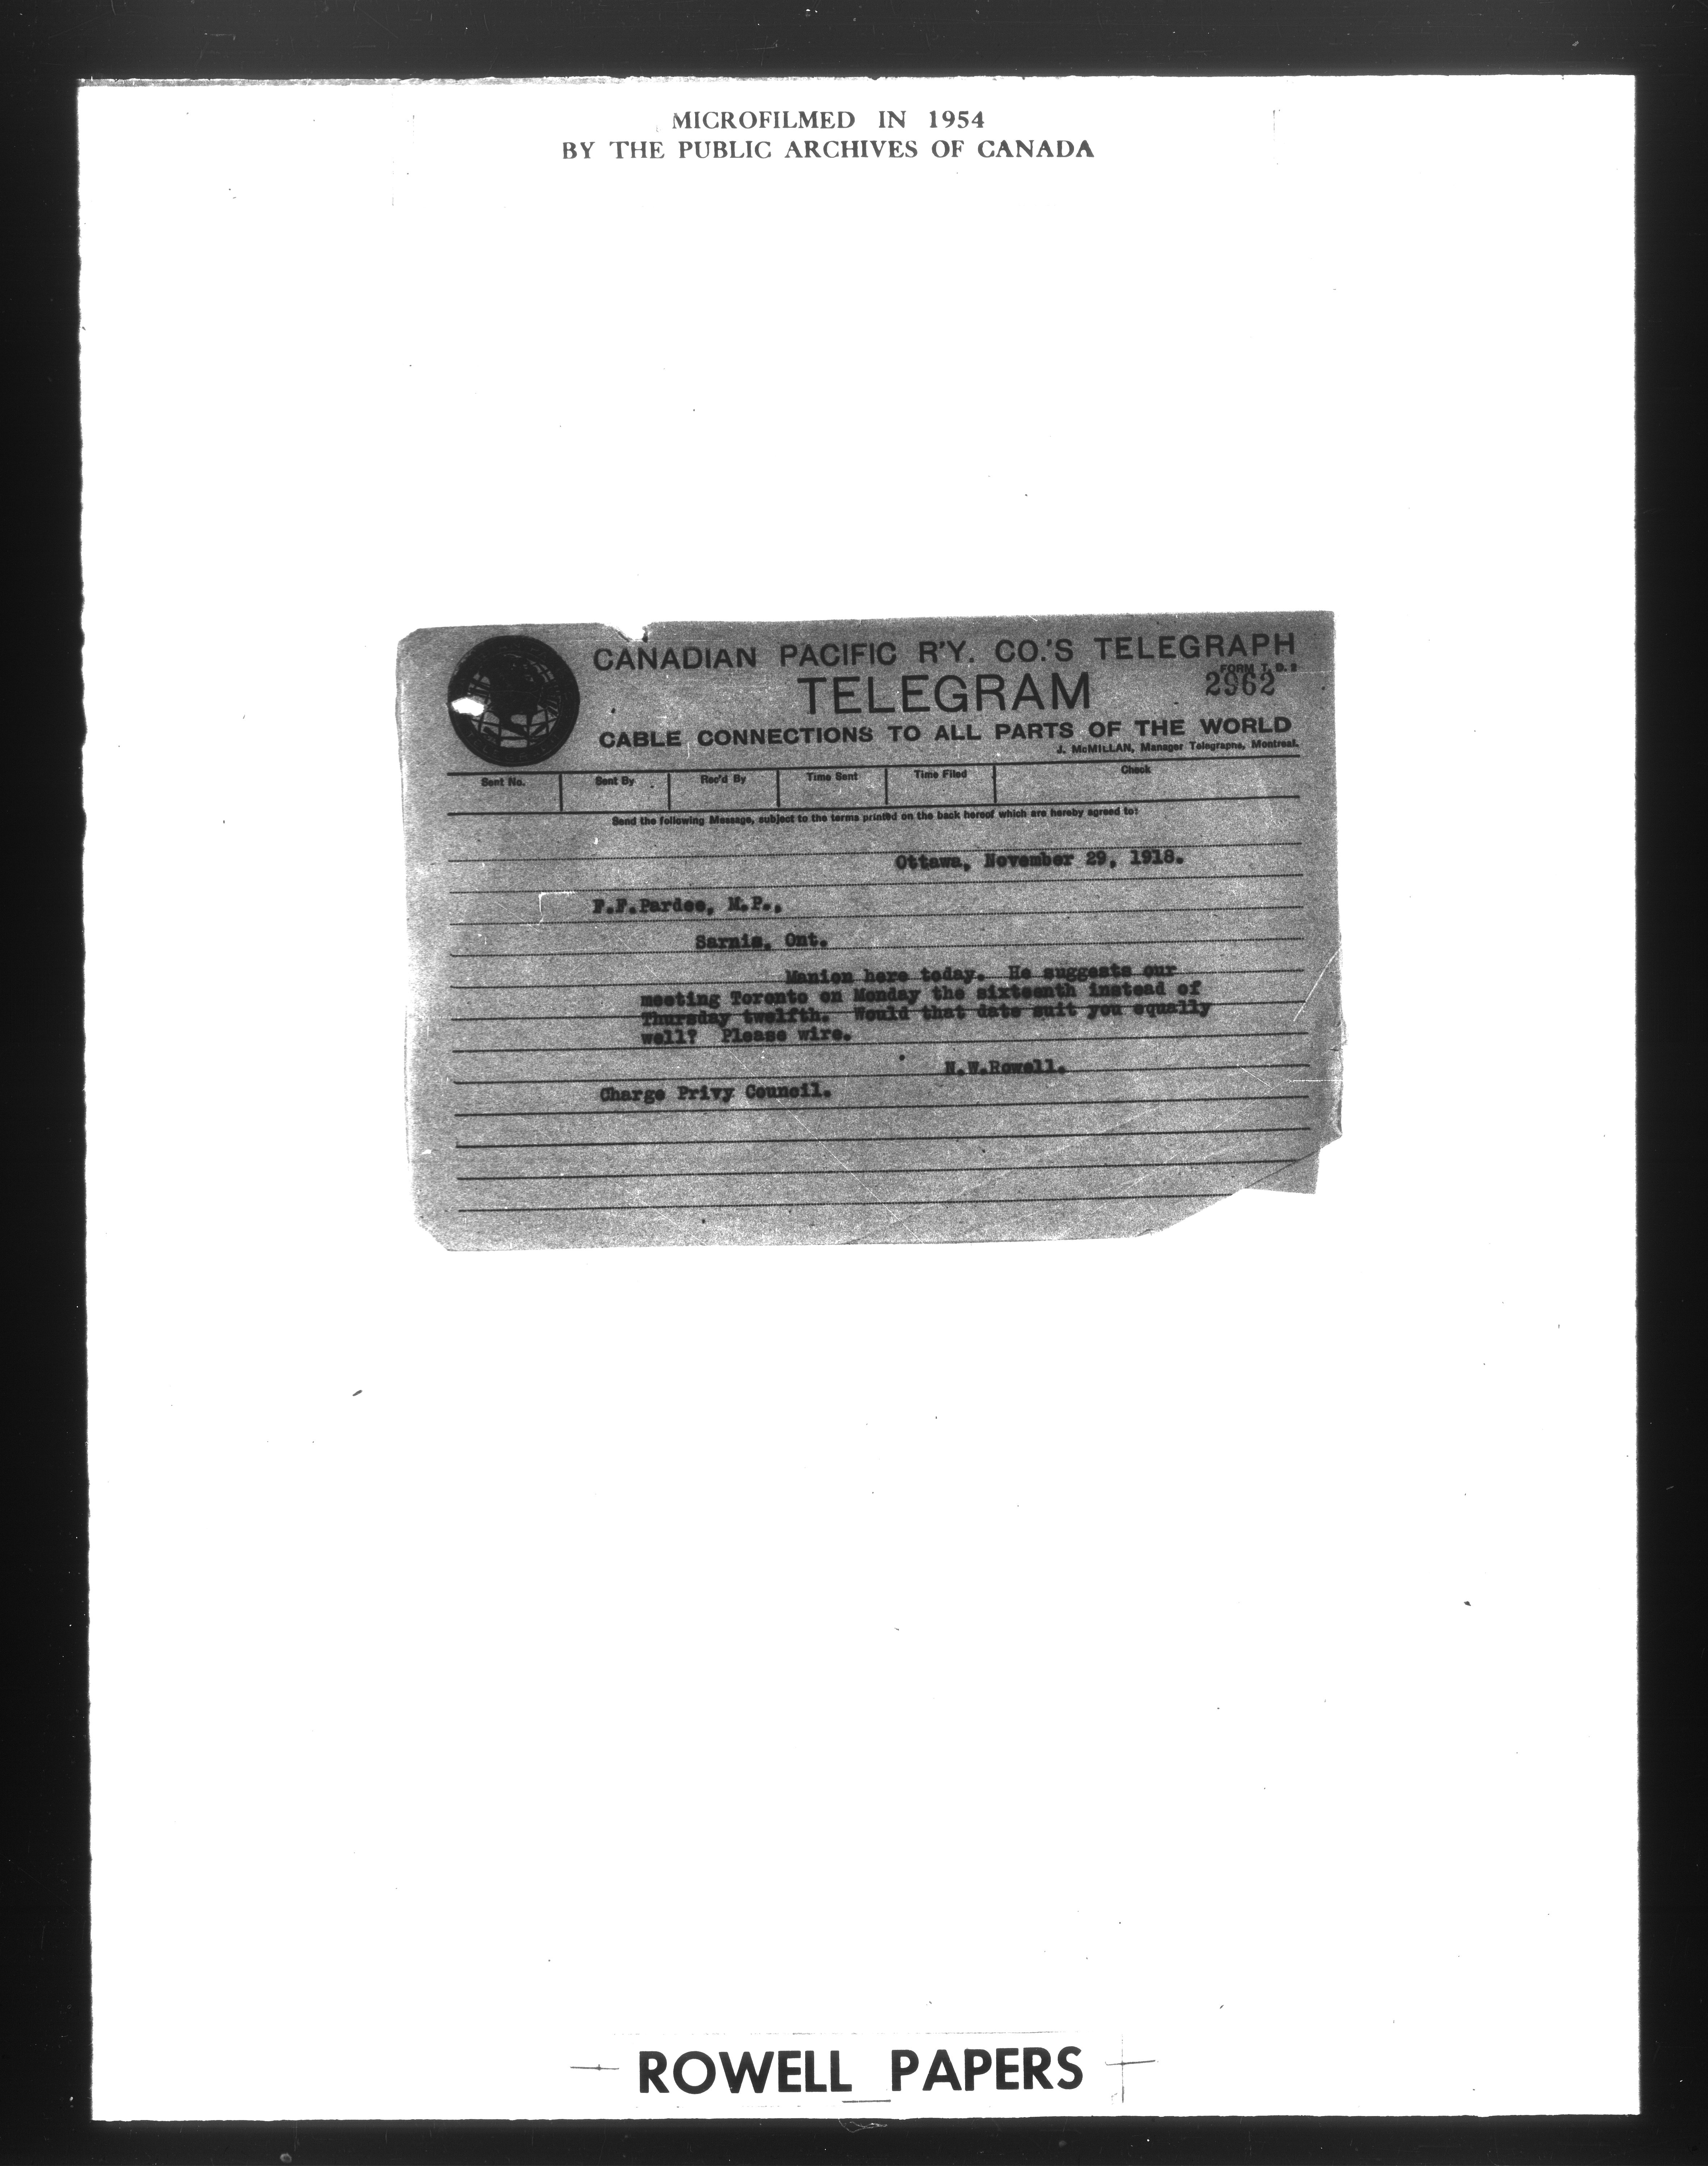 MICROFILMED IN 1954
BY THE PUBLIC ARCHIVES OF CANADA
CANADIAN PACIFIC R'Y. CO.'S TELEGRAPH
FORM T. D. 2
TELEGRAM
2962
CABLE CONNECTIONS TO ALL PARTS OF THE WORLD
J. McMILLAN, Manager Telegraphs, Montreal.
Sent No. Sent By Rec'd By Time Sent Time Filed Check
Send the following Message, subject to the terms printed on the back hereof which are hereby agreed to:
Ottawa, November 29, 1918.
F.F.Pardee, M.P.,
Sarnia, Ont.
Manion here today. He suggests our
meeting Toronto on Monday the sixteenth instead of
Thursday twelfth. Would that date suit you equally
well? Please wire.
N.W.Rowell.
Charge Privy Council.
ROWELL PAPERS